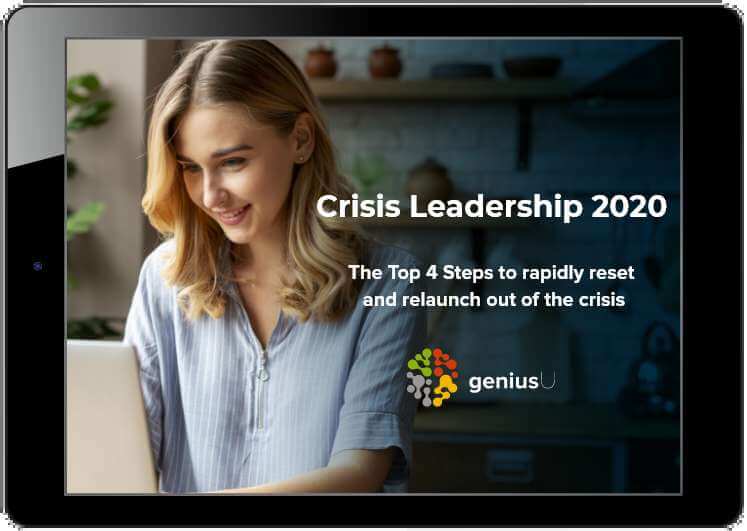 Crisis Leadership 2020
The Top 4 Steps to rapidly reset
and relaunch out of the crisis
geniusU